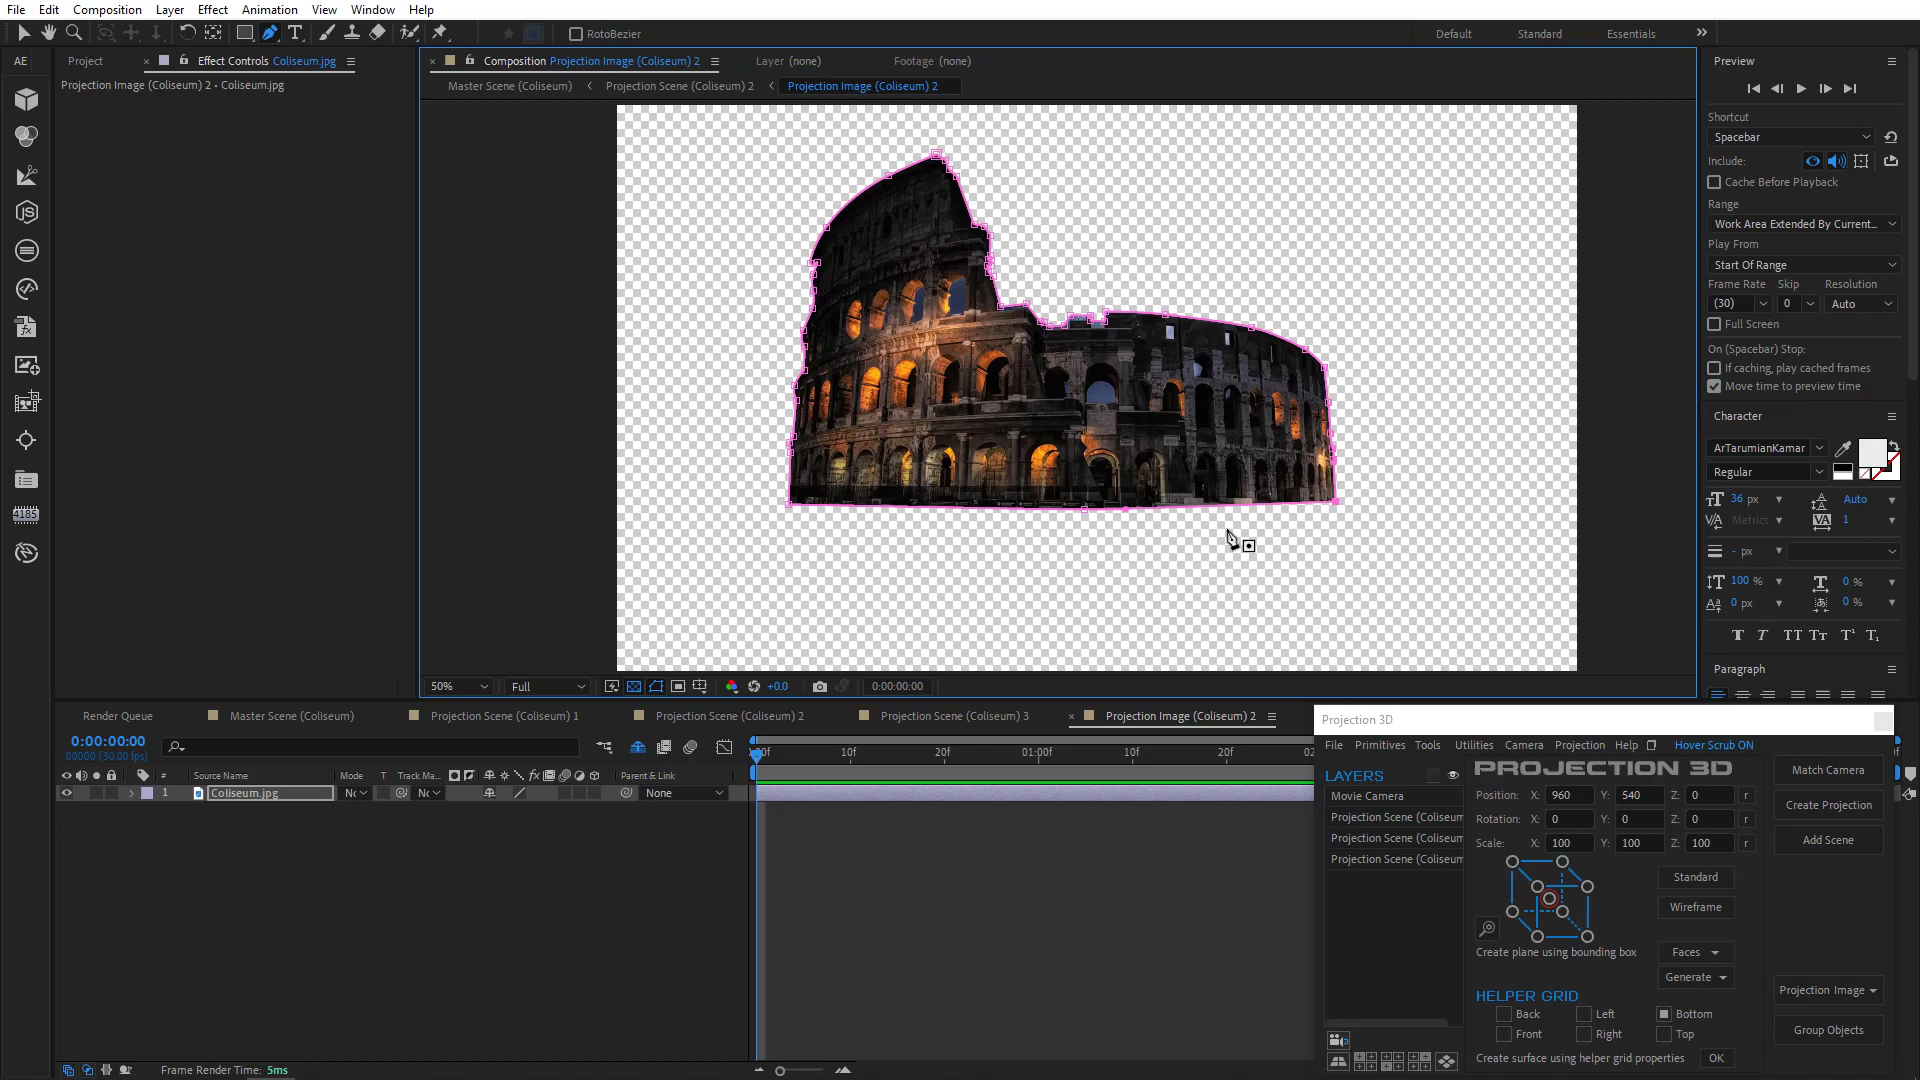 File Edit Composition Layer Effect Animation View Window Help
RotoBezier
Default Standard Essentials
AE
Project
Effect Controls Coliseum.jpg
Projection Image (Coliseum) 2 • Coliseum.jpg
Composition Projection Image (Coliseum) 2
Layer (none)
Footage (none)
Master Scene (Coliseum) Projection Scene (Coliseum) 2 Projection Image (Coliseum) 2
Preview
Shortcut
Spacebar
Include:
Cache Before Playback
Range
Work Area Extended By Current...
Play From
Start Of Range
Frame Rate Skip Resolution
(30) 0 Auto
Full Screen
On (Spacebar) Stop:
If caching, play cached frames
Move time to preview time
Character
ArTarumianKamar
Regular
36 px Auto
Metrics 1
- px
100 % 0 %
0 px 0 %
T T TT Tт T¹ T₁
Paragraph
4185
50% Full +0.0 0:00:00:00
Render Queue Master Scene (Coliseum) Projection Scene (Coliseum) 1 Projection Scene (Coliseum) 2 Projection Scene (Coliseum) 3 Projection Image (Coliseum) 2
0:00:00:00
00000 (30.00 fps)
10f 20f 01:00f 10f 20f 02
# Source Name Mode T Track Ma... Parent & Link
1 Coliseum.jpg None
Frame Render Time: 5ms
Projection 3D
File Primitives Tools Utilities Camera Projection Help Hover Scrub ON
LAYERS
Movie Camera
Projection Scene (Coliseum
Projection Scene (Coliseum
Projection Scene (Coliseum
PROJECTION 3D
Position: X: 960 Y: 540 Z: 0 r
Rotation: X: 0 Y: 0 Z: 0 r
Scale: X: 100 Y: 100 Z: 100 r
Standard
Wireframe
Create plane using bounding box
Faces
Generate
HELPER GRID
Back Left Bottom
Front Right Top
Create surface using helper grid properties OK
Match Camera
Create Projection
Add Scene
Projection Image
Group Objects